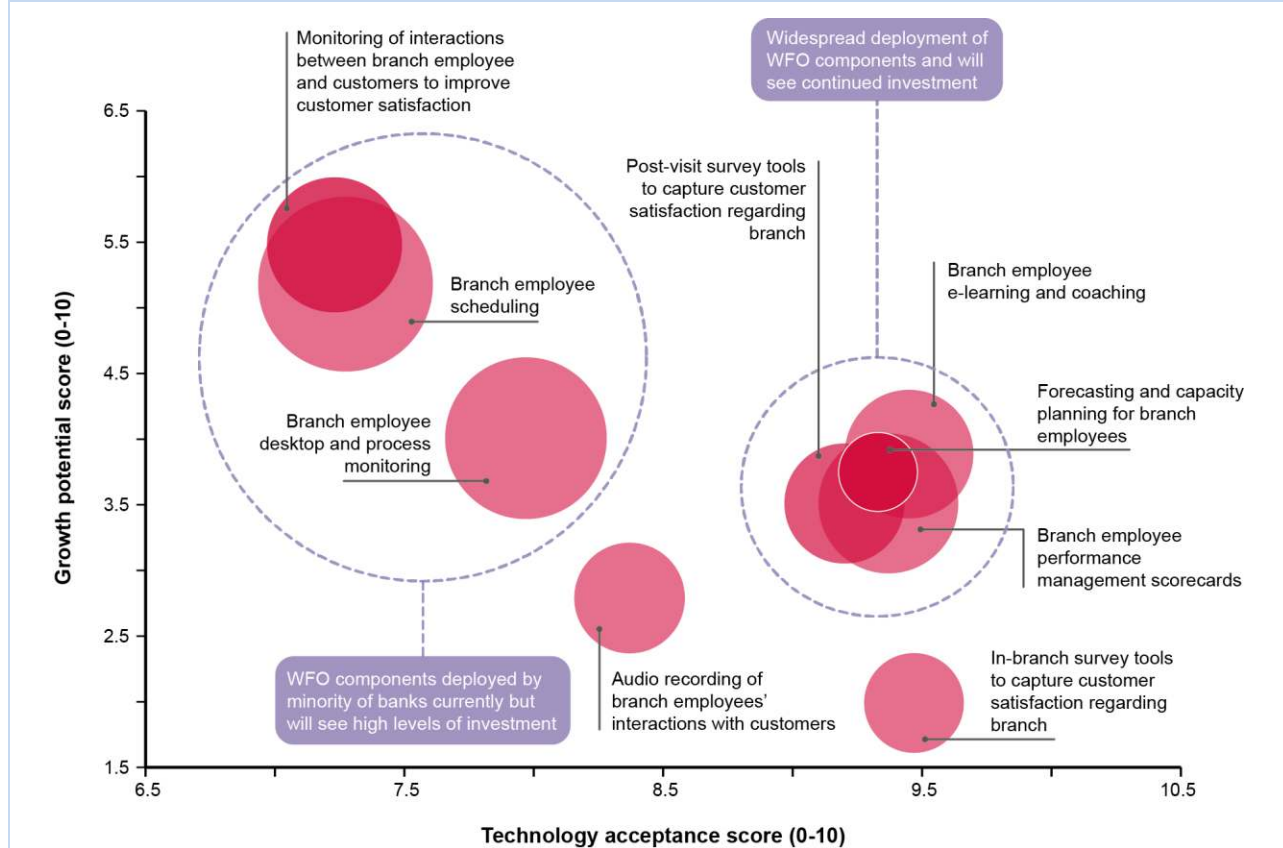 Monitoring of interactions
between branch employee
and customers to improve
customer satisfaction
Widespread deployment of
WFO components and will
see continued investment
Post-visit survey tools
to capture customer
satisfaction regarding
branch
Branch employee
e-learning and coaching
Branch employee
scheduling
Forecasting and capacity
planning for branch
employees
Branch employee
desktop and process
monitoring
Branch employee
performance
management scorecards
WFO components deployed by
minority of banks currently but
will see high levels of investment
Audio recording of
branch employees'
interactions with customers
In-branch survey tools
to capture customer
satisfaction regarding
branch
Growth potential score (0-10)
6.5
5.5
4.5
3.5
2.5
1.5
6.5 7.5 8.5 9.5 10.5
Technology acceptance score (0-10)